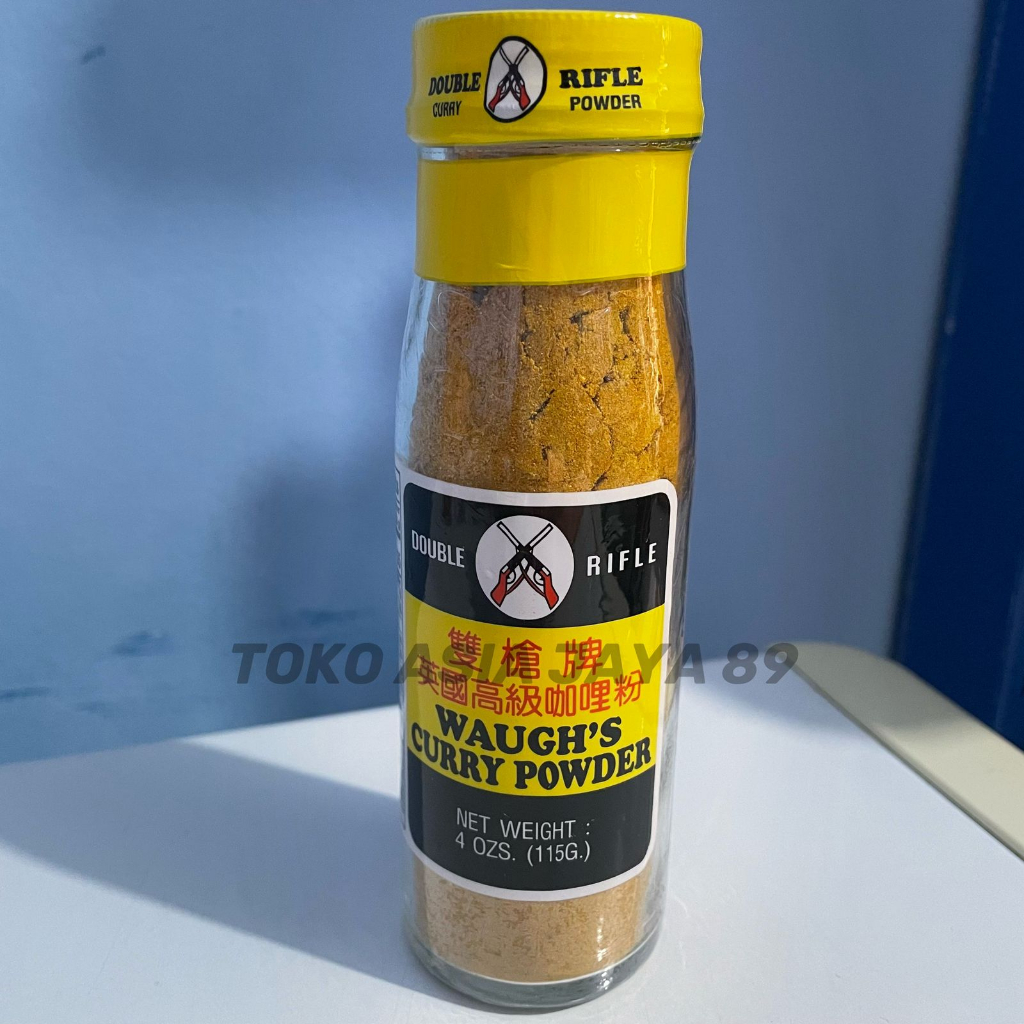 DOUBLE RIFLE
CURRY POWDER
DOUBLE RIFLE
雙槍牌
英國高級咖哩粉
WAUGH'S
CURRY POWDER
NET WEIGHT :
4 OZS. (115G.)
TOKO ASIA JAYA 89